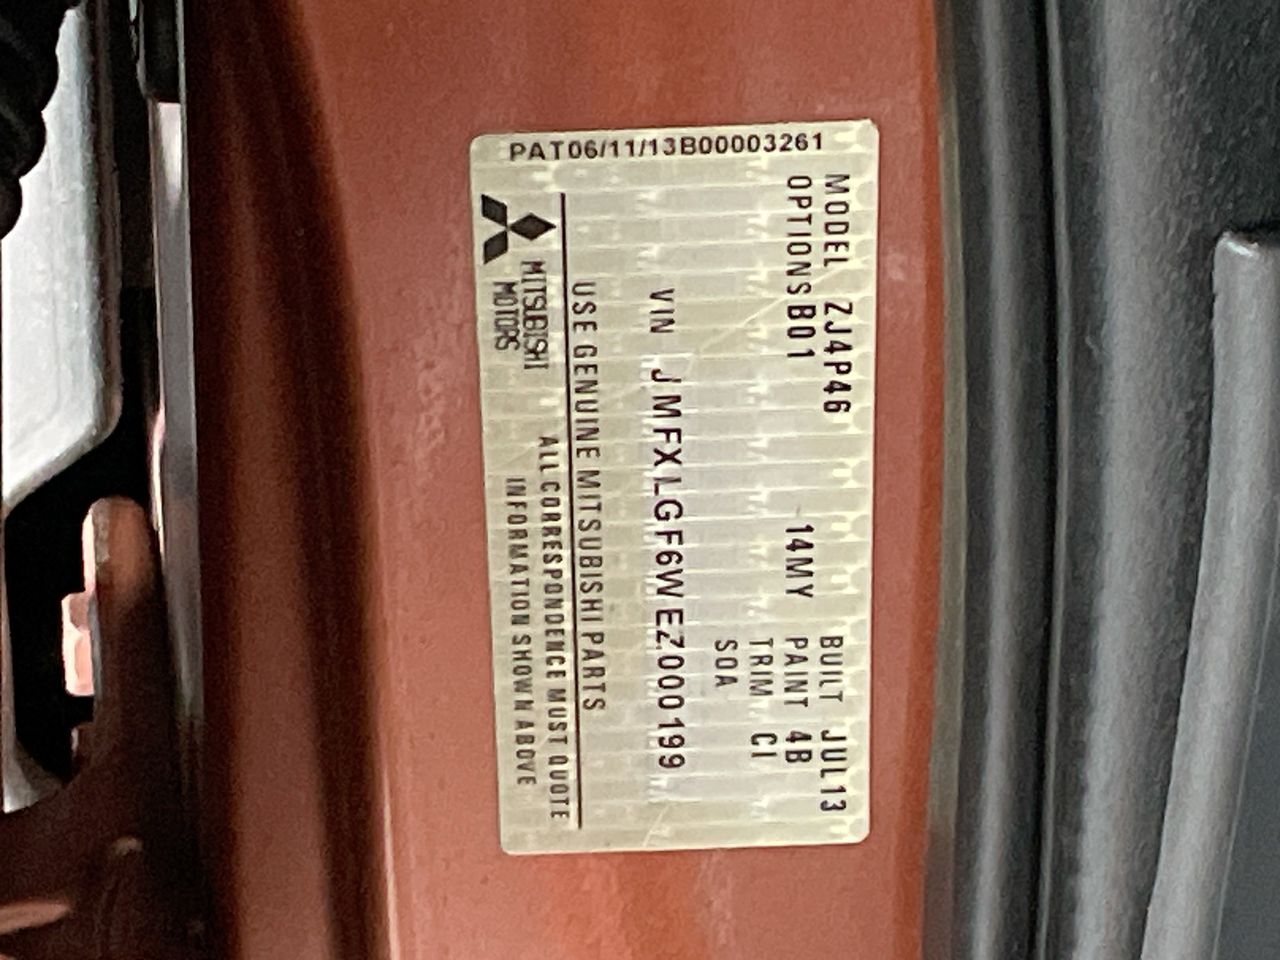 PAT06/11/13B00003261
MODEL ZJ4P46 BUILT JUL13
OPTIONS B01 14MY PAINT 4B
TRIM CI
SOA
VIN JMFXLGF6WEZ000199
USE GENUINE MITSUBISHI PARTS
MITSUBISHI MOTORS
ALL CORRESPONDENCE MUST QUOTE
INFORMATION SHOWN ABOVE